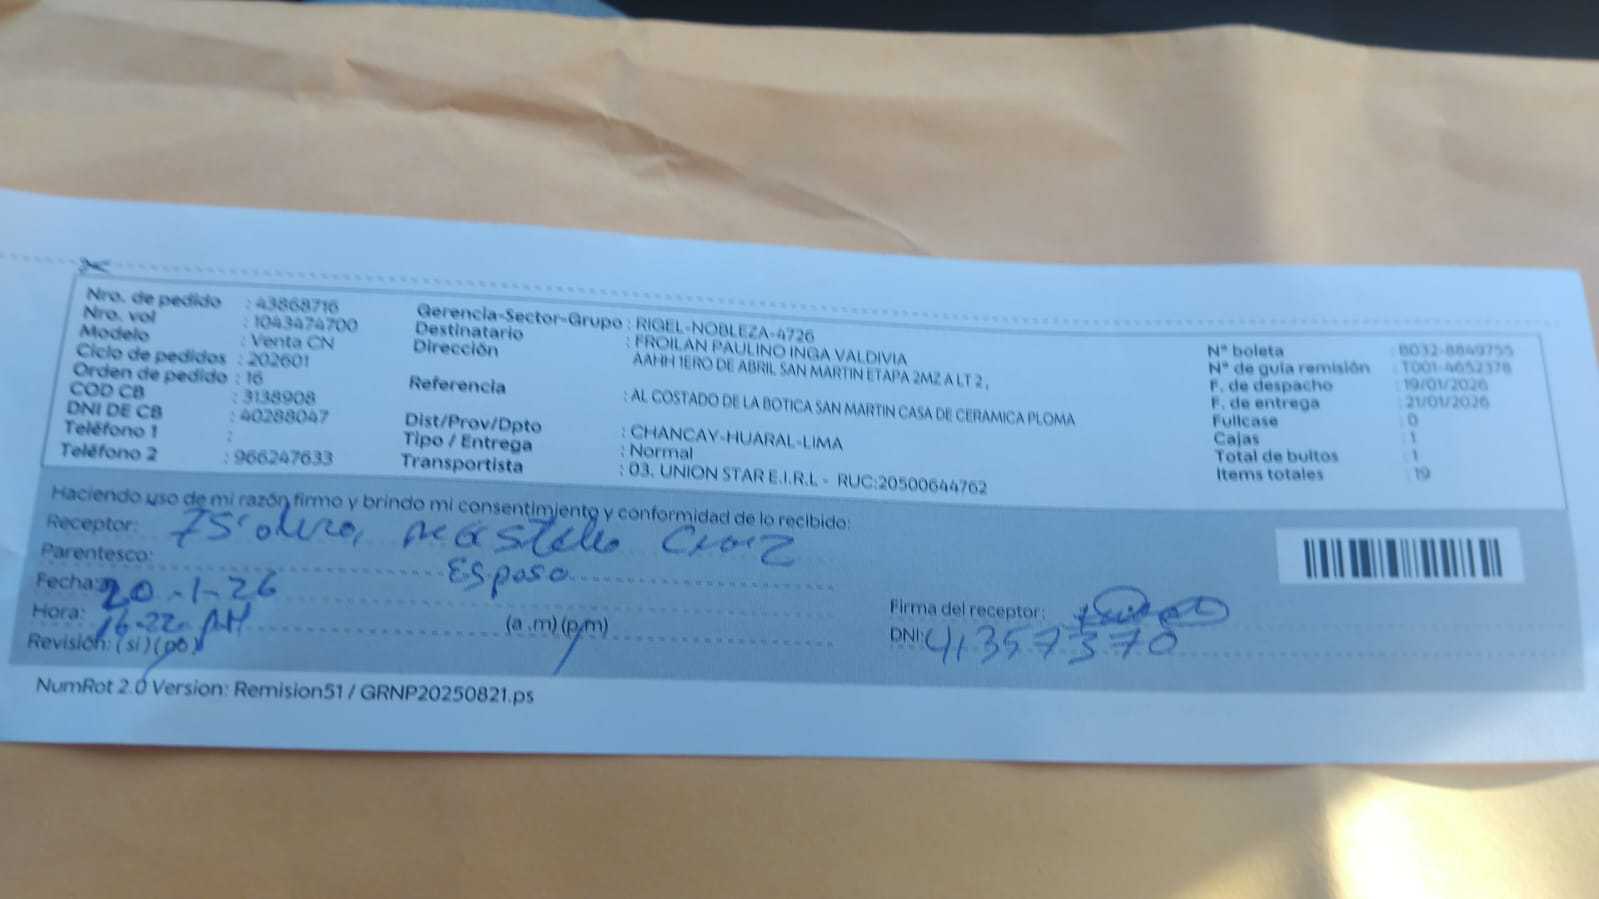 Nro. de pedido : 43868716
Nro. vol : 1043474700
Modelo : Venta CN
Ciclo de pedidos : 202601
Orden de pedido : 16
COD CB : 3138908
DNI DE CB : 40288047
Teléfono 1 :
Teléfono 2 : 966247633
Gerencia-Sector-Grupo : RIGEL-NOBLEZA-4726
Destinatario : FROILAN PAULINO INGA VALDIVIA
Dirección AAHH 1ERO DE ABRIL SAN MARTIN ETAPA 2MZ A LT 2 ,
Referencia : AL COSTADO DE LA BOTICA SAN MARTIN CASA DE CERAMICA PLOMA
Dist/Prov/Dpto : CHANCAY-HUARAL-LIMA
Tipo / Entrega : Normal
Transportista : 03. UNION STAR E.I.R.L - RUC:20500644762
N° boleta : B032-8849755
N° de guía remisión : T001-4652378
F. de despacho : 19/01/2026
F. de entrega : 21/01/2026
Fullcase : 0
Cajas : 1
Total de bultos : 1
Items totales : 19
Haciendo uso de mi razón firmo y brindo mi consentimiento y conformidad de lo recibido:
Receptor: Cruz
Parentesco: Esposo
Fecha: 20-1-26
Hora: 16-22 (a .m) (p/m)
Revisión: (si) (no)
Firma del receptor:
DNI: 41357370
NumRot 2.0 Version: Remision51 / GRNP20250821.ps